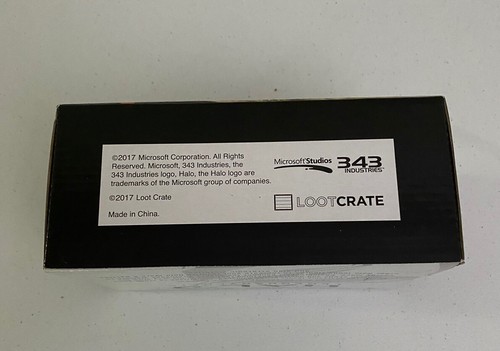 ©2017 Microsoft Corporation. All Rights
Reserved. Microsoft, 343 Industries, the
343 Industries logo, Halo, the Halo logo are
trademarks of the Microsoft group of companies.
©2017 Loot Crate
Made in China.
Microsoft Studios
343
INDUSTRIES
LOOTCRATE